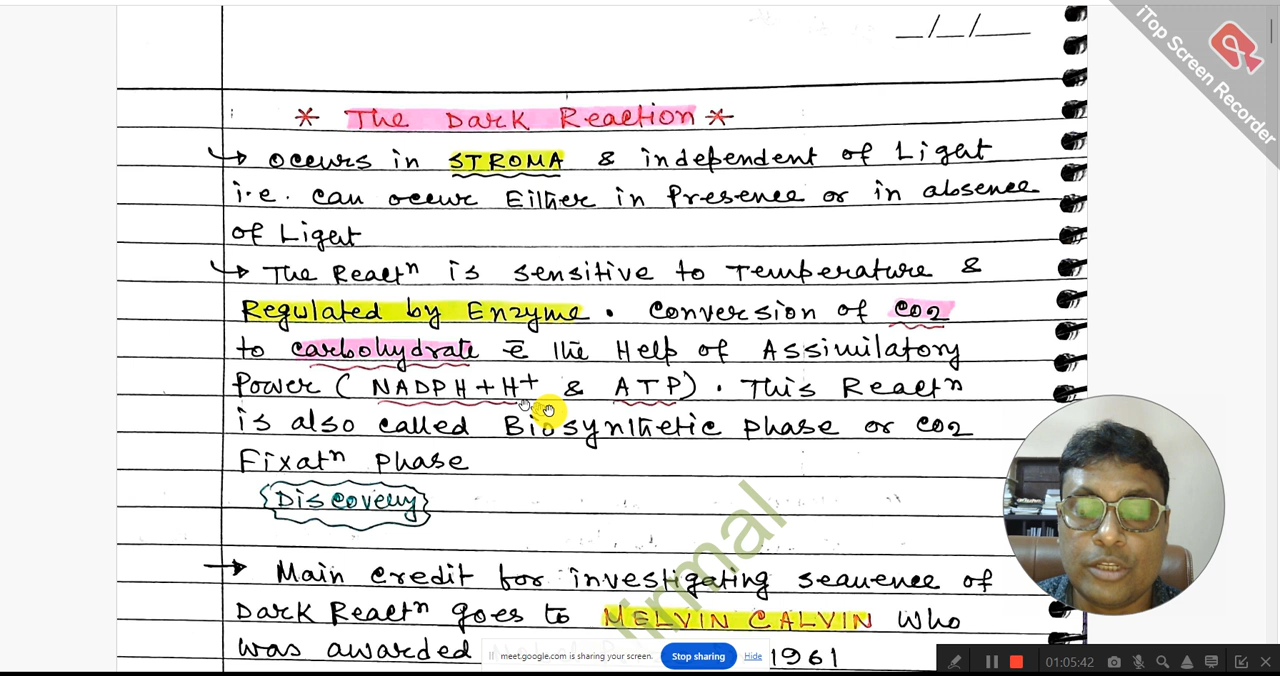 _/_/__
iTop Screen Recorder
* The Dark Reaction *
→ Occurs in STROMA & independent of Light
i.e. can occur Either in Presence or in absence
of Light
→ The Reactⁿ is sensitive to Temperature &
Regulated by Enzyme. Conversion of CO2
to carbohydrate c̄ the Help of Assimilatory
Power (NADPH+H+ & ATP). This Reactⁿ
is also called Biosynthetic phase or CO2
Fixatⁿ phase
Discovery
→ Main credit for investigating sequence of
Dark Reactⁿ goes to MELVIN CALVIN who
was awarded 1961
Nirmal
meet.google.com is sharing your screen. Stop sharing Hide
01:05:42